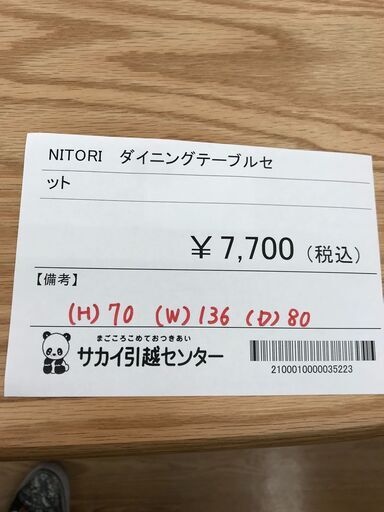 NITORI ダイニングテーブルセ
ット
¥ 7,700（税込）
【備考】
(H) 70 (W) 136 (D) 80
まごころこめておつきあい
サカイ引越センター
2100010000035223